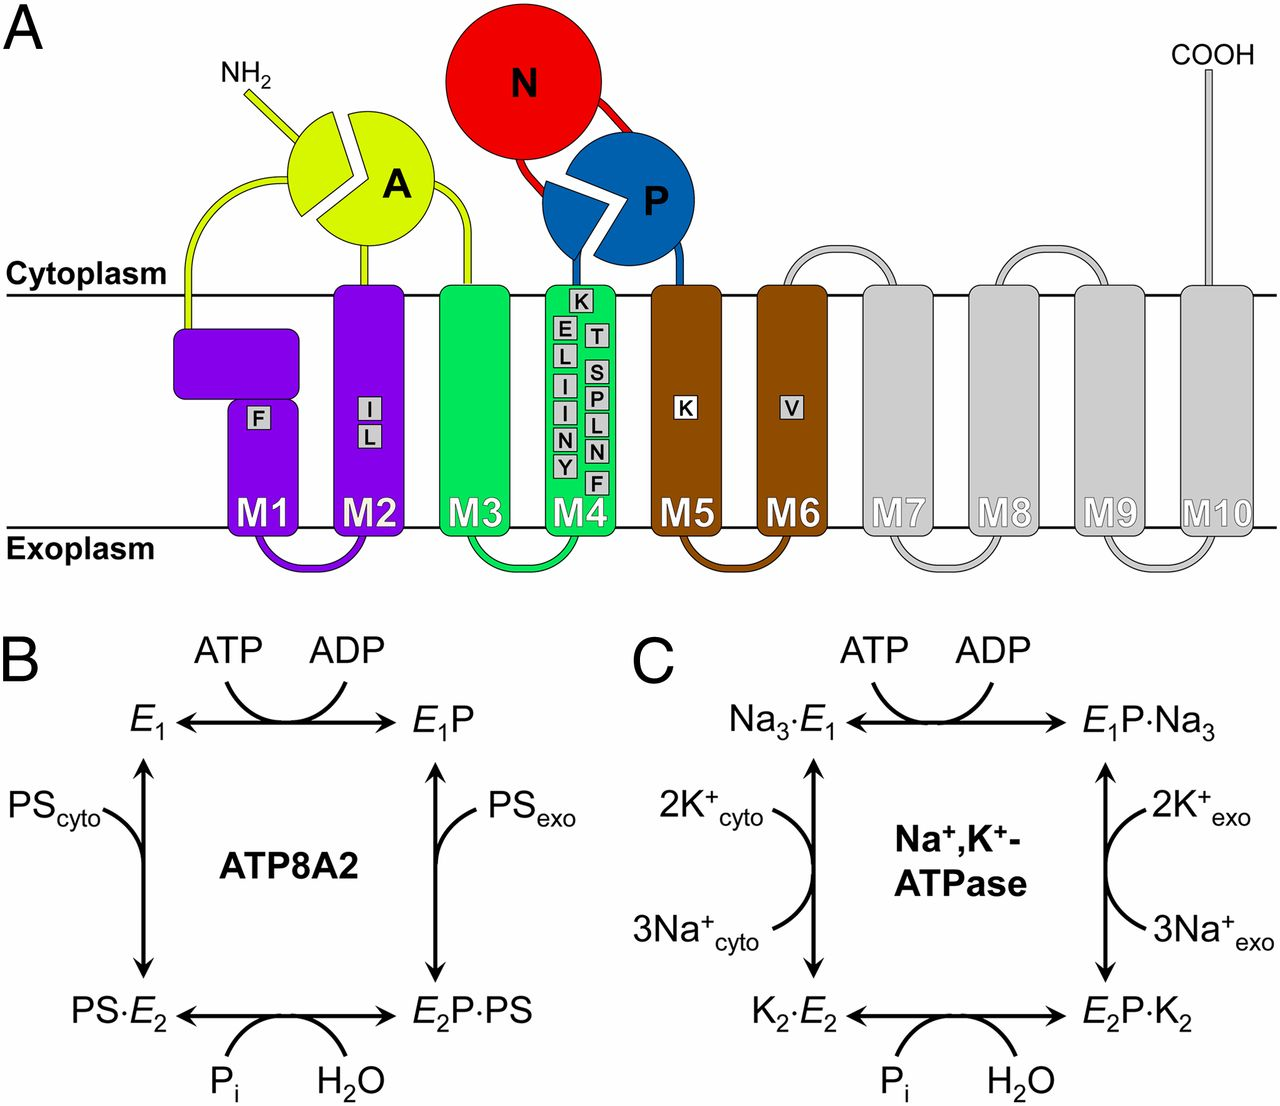 A
NH2
N
COOH
A
P
Cytoplasm
K
E
T
L
S
I
P
F
I
K
V
I
L
L
N
N
Y
F
M1 M2 M3 M4 M5 M6 M7 M8 M9 M10
Exoplasm
B
ATP ADP
E1 E1P
PScyto PSexo
ATP8A2
PS·E2 E2P·PS
Pi H2O
C
ATP ADP
Na3·E1 E1P·Na3
2K+cyto 2K+exo
Na+,K+-
ATPase
3Na+cyto 3Na+exo
K2·E2 E2P·K2
Pi H2O